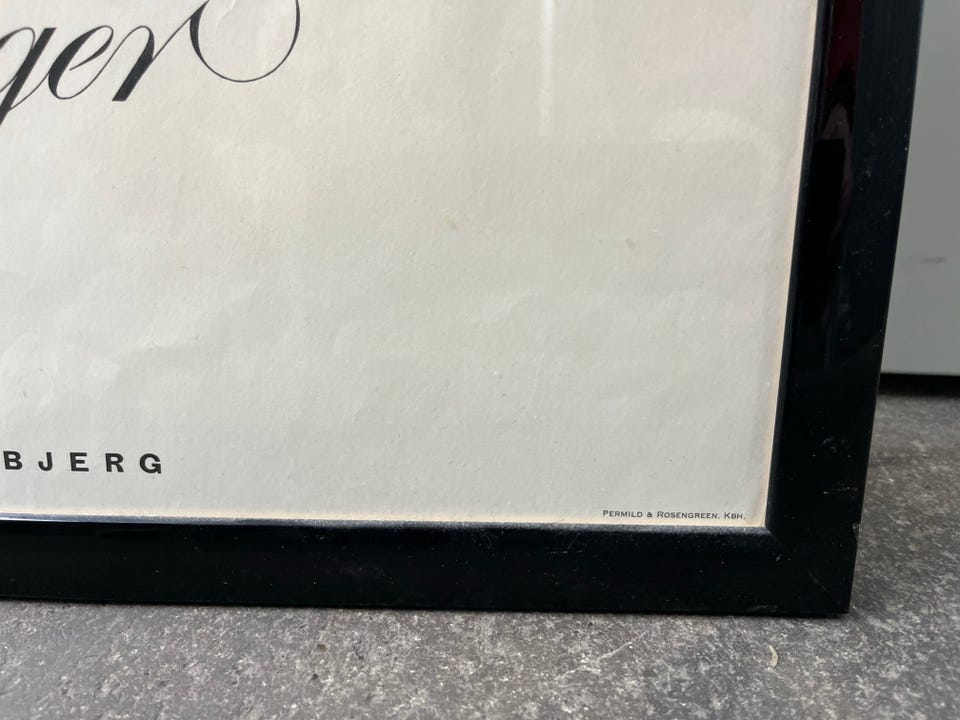 ger
BJERG
PERMILD & ROSENGREEN, KBH.